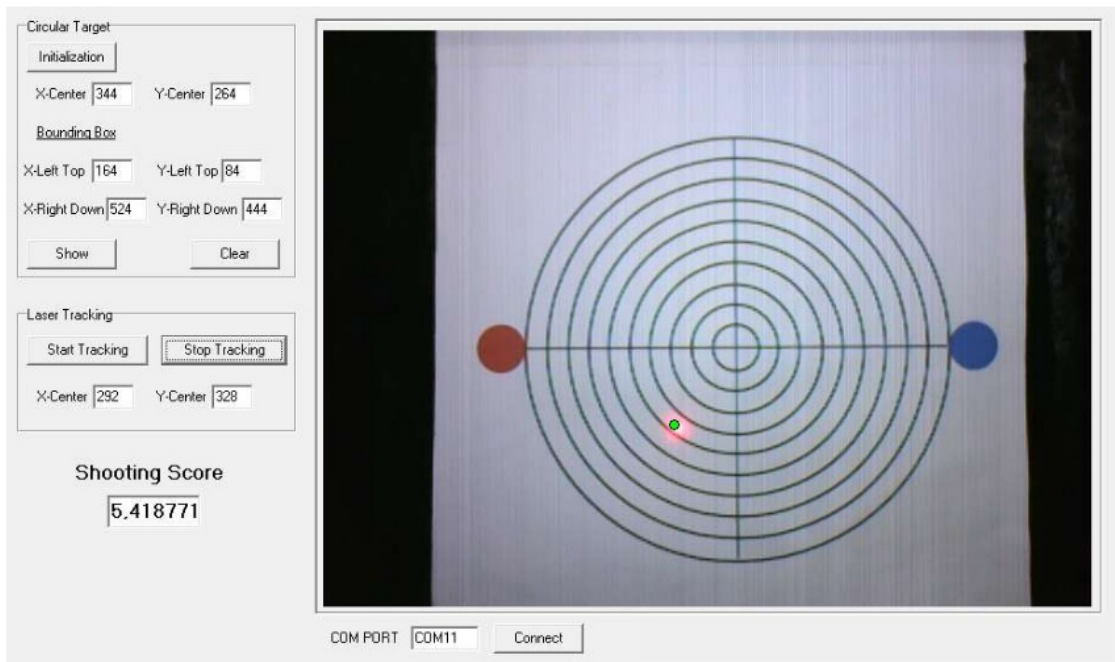 Circular Target
Initialization
X-Center 344 Y-Center 264
Bounding Box
X-Left Top 164 Y-Left Top 84
X-Right Down 524 Y-Right Down 444
Show Clear
Laser Tracking
Start Tracking Stop Tracking
X-Center 292 Y-Center 328
Shooting Score
5,418771
COM PORT COM11 Connect